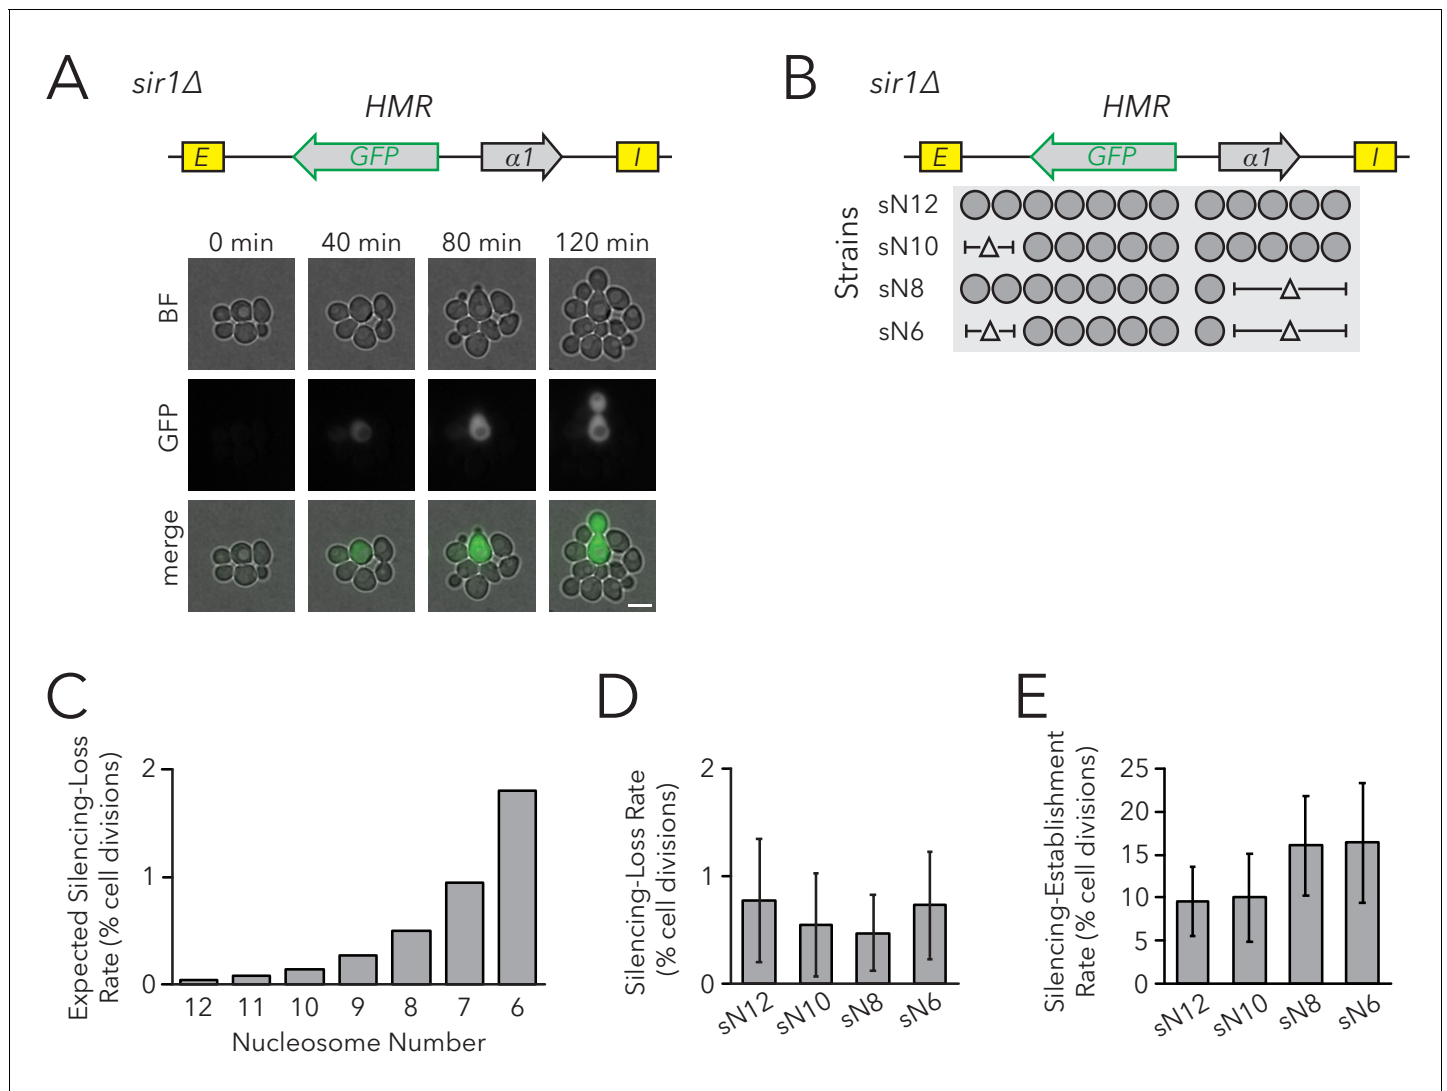 A
sir1Δ
HMR
E
GFP
α1
I
0 min
40 min
80 min
120 min
BF
GFP
merge
B
sir1Δ
HMR
E
GFP
α1
I
Strains
sN12
sN10
Δ
sN8
Δ
sN6
Δ
Δ
C
Expected Silencing-Loss
Rate (% cell divisions)
2
1
0
12 11 10 9 8 7 6
Nucleosome Number
D
Silencing-Loss Rate
(% cell divisions)
2
1
0
sN12 sN10 sN8 sN6
E
Silencing-Establishment
Rate (% cell divisions)
25
20
15
10
5
0
sN12 sN10 sN8 sN6